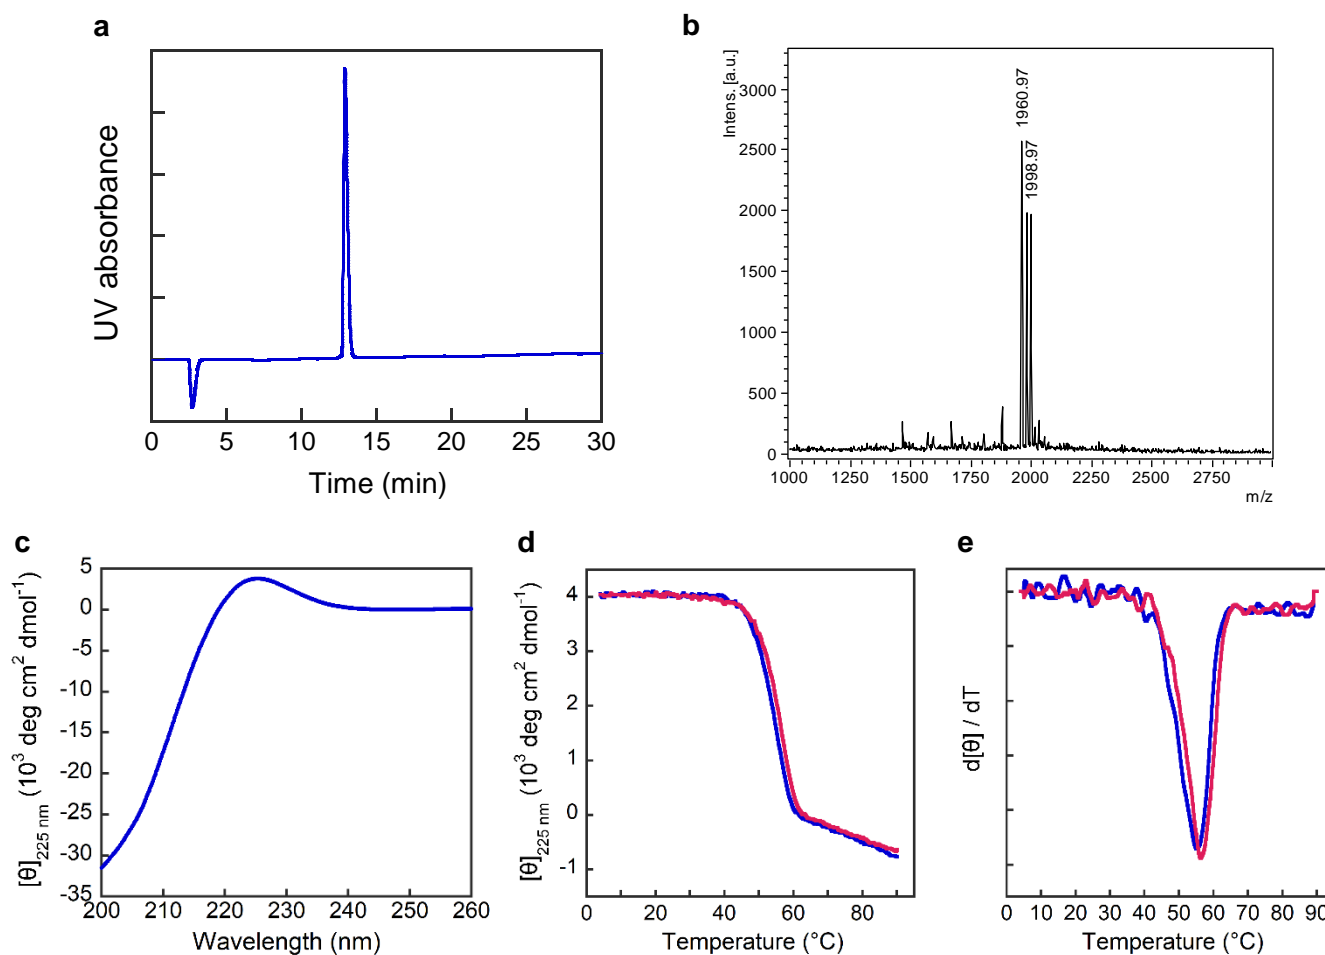 a
UV absorbance
0 5 10 15 20 25 30
Time (min)
b
Intens. [a.u.]
3000
2500
2000
1500
1000
500
0
1960.97
1998.97
1000 1250 1500 1750 2000 2250 2500 2750
m/z
c
[θ]225 nm (10³ deg cm² dmol⁻¹)
5
0
-5
-10
-15
-20
-25
-30
-35
200 210 220 230 240 250 260
Wavelength (nm)
d
[θ]225 nm (10³ deg cm² dmol⁻¹)
4
3
2
1
0
-1
0 20 40 60 80
Temperature (°C)
e
d[θ] / dT
0 10 20 30 40 50 60 70 80 90
Temperature (°C)